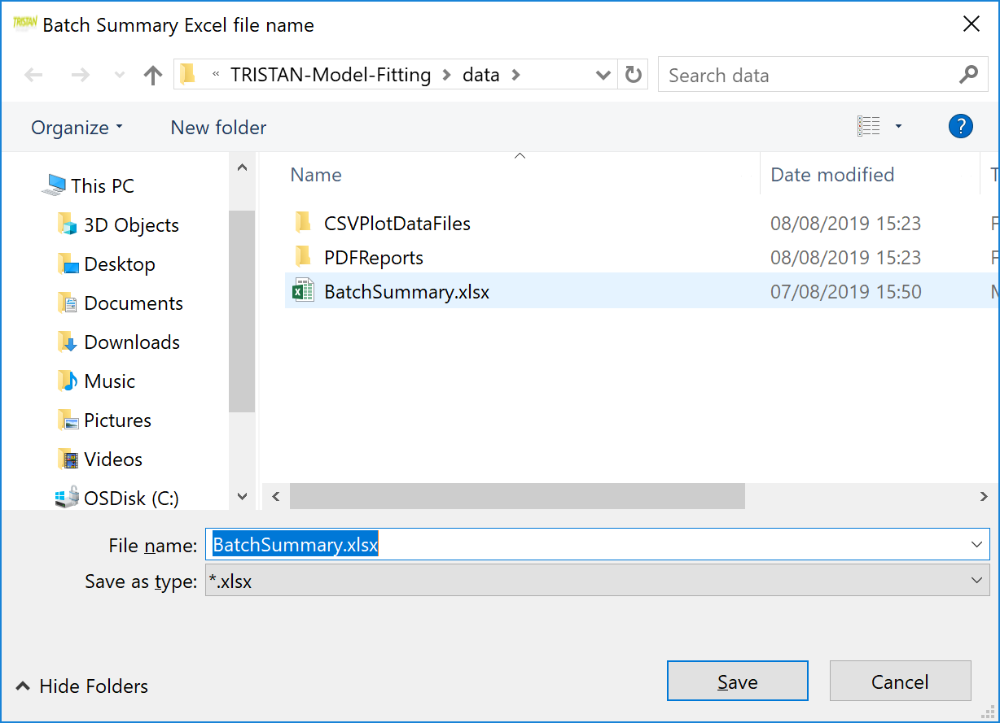 TRISTAN Batch Summary Excel file name
« TRISTAN-Model-Fitting > data > Search data
Organize New folder ?
This PC
3D Objects
Desktop
Documents
Downloads
Music
Pictures
Videos
OSDisk (C:)
Name Date modified T
CSVPlotDataFiles 08/08/2019 15:23 F
PDFReports 08/08/2019 15:23 F
BatchSummary.xlsx 07/08/2019 15:50 M
File name: BatchSummary.xlsx
Save as type: *.xlsx
Hide Folders Save Cancel